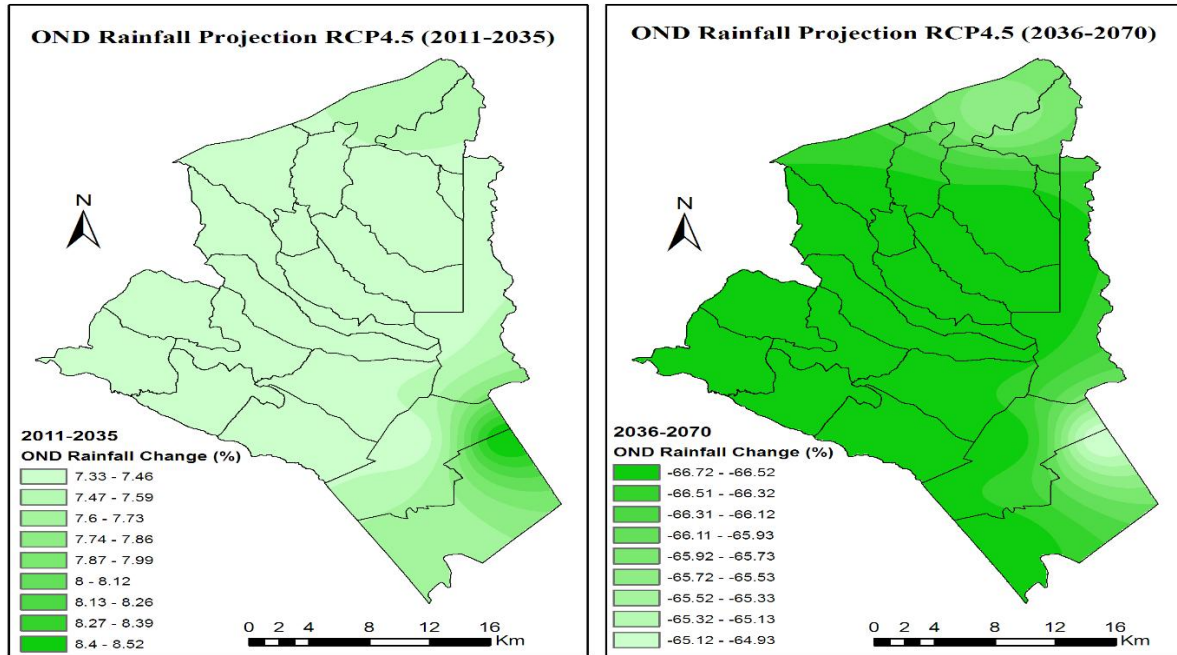 OND Rainfall Projection RCP4.5 (2011-2035)
N
2011-2035
OND Rainfall Change (%)
7.33 - 7.46
7.47 - 7.59
7.6 - 7.73
7.74 - 7.86
7.87 - 7.99
8 - 8.12
8.13 - 8.26
8.27 - 8.39
8.4 - 8.52
0 2 4 8 12 16
Km
OND Rainfall Projection RCP4.5 (2036-2070)
N
2036-2070
OND Rainfall Change (%)
-66.72 - -66.52
-66.51 - -66.32
-66.31 - -66.12
-66.11 - -65.93
-65.92 - -65.73
-65.72 - -65.53
-65.52 - -65.33
-65.32 - -65.13
-65.12 - -64.93
0 2 4 8 12 16
Km